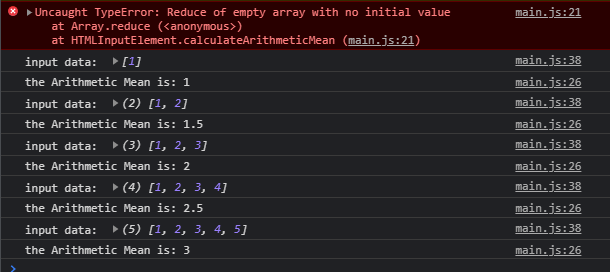 Uncaught TypeError: Reduce of empty array with no initial value main.js:21
at Array.reduce (<anonymous>)
at HTMLInputElement.calculateArithmeticMean (main.js:21)
input data: [1] main.js:38
the Arithmetic Mean is: 1 main.js:26
input data: (2) [1, 2] main.js:38
the Arithmetic Mean is: 1.5 main.js:26
input data: (3) [1, 2, 3] main.js:38
the Arithmetic Mean is: 2 main.js:26
input data: (4) [1, 2, 3, 4] main.js:38
the Arithmetic Mean is: 2.5 main.js:26
input data: (5) [1, 2, 3, 4, 5] main.js:38
the Arithmetic Mean is: 3 main.js:26